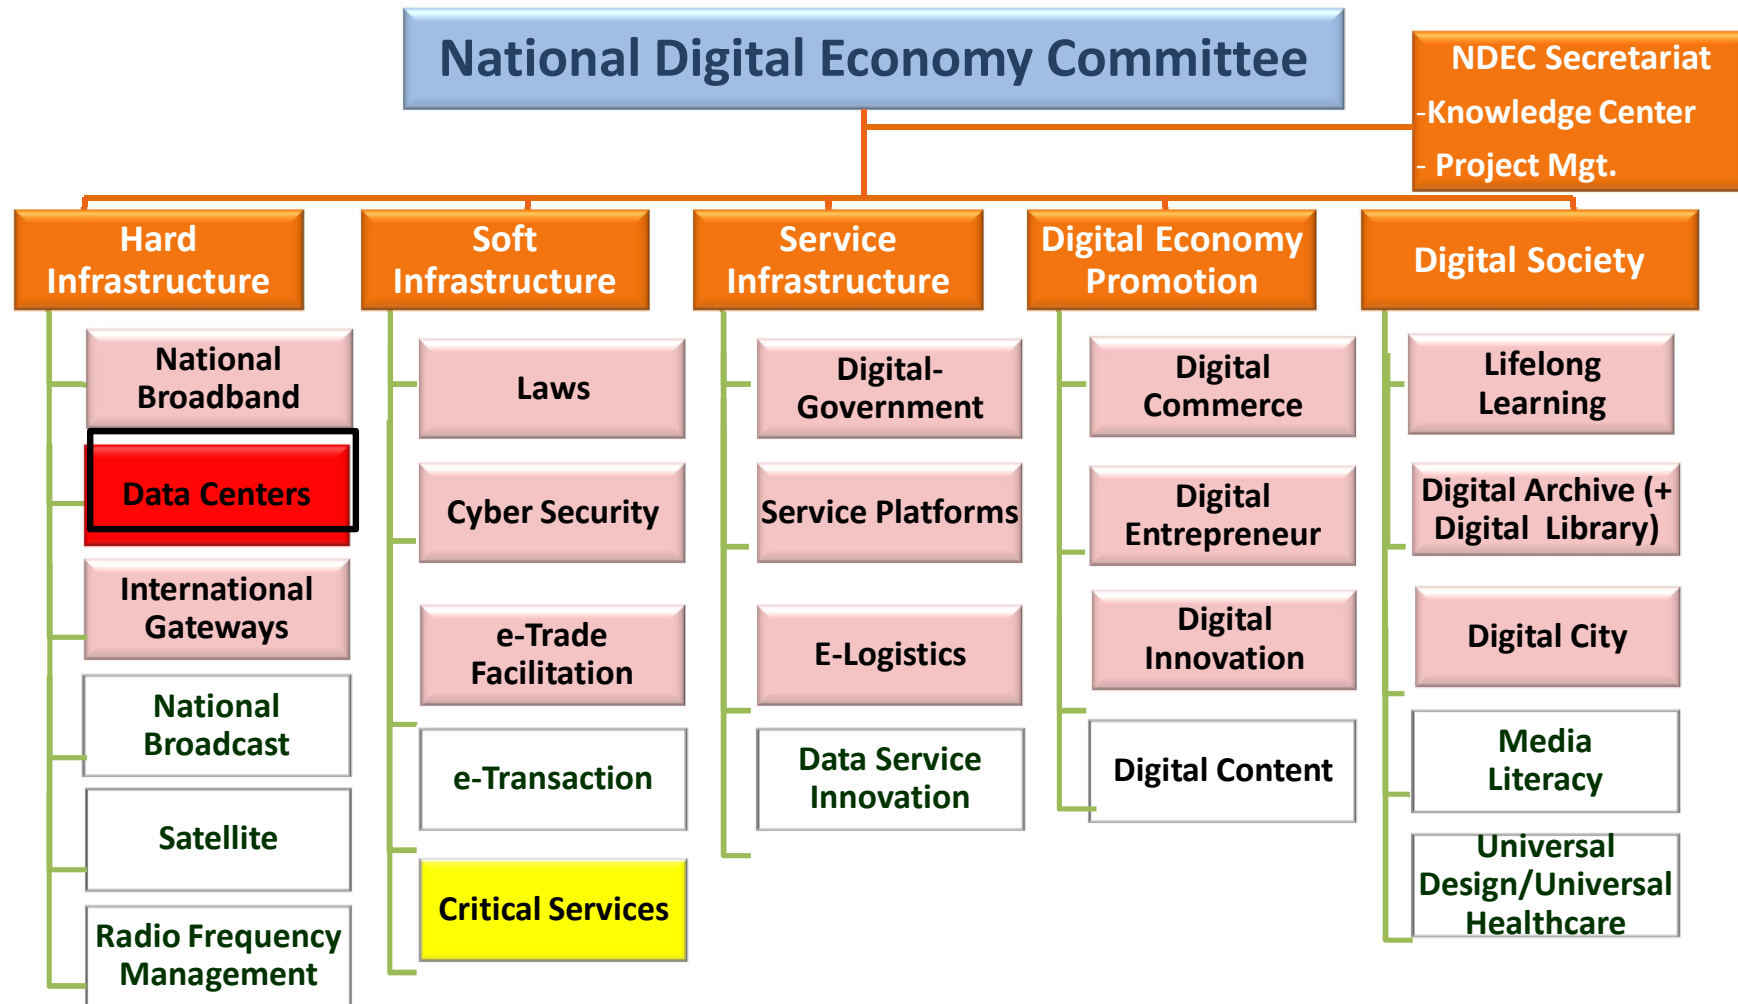 National Digital Economy Committee
NDEC Secretariat
-Knowledge Center
- Project Mgt.
Hard
Infrastructure
Soft
Infrastructure
Service
Infrastructure
Digital Economy
Promotion
Digital Society
National
Broadband
Data Centers
International
Gateways
National
Broadcast
Satellite
Radio Frequency
Management
Laws
Cyber Security
e-Trade
Facilitation
e-Transaction
Critical Services
Digital-
Government
Service Platforms
E-Logistics
Data Service
Innovation
Digital
Commerce
Digital
Entrepreneur
Digital
Innovation
Digital Content
Lifelong
Learning
Digital Archive (+
Digital Library)
Digital City
Media
Literacy
Universal
Design/Universal
Healthcare